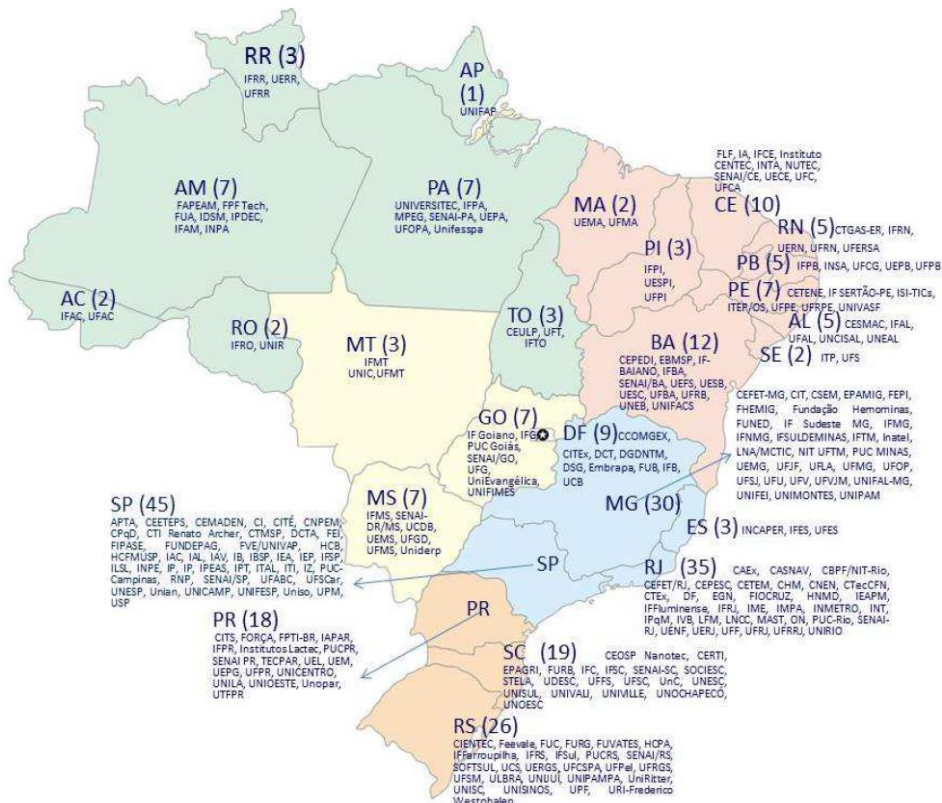 RR (3)
IFRR, UERR,
UFRR
AP
(1)
UNIFAP
AM (7)
FAPEAM, FPF Tech,
FUA, IDSM, IPDEC,
IFAM, INPA
PA (7)
UNIVERSITEC, IFPA,
MPEG, SENAI-PA, UEPA,
UFOPA, Unifesspa
MA (2)
UEMA, UFMA
FLF, IA, IFCE, Instituto
CENTEC, INTA, NUTEC,
SENAI/CE, UECE, UFC,
UFCA
CE (10)
RN (5) CTGAS-ER, IFRN,
UERN, UFRN, UFERSA
PI (3)
IFPI,
UESPI,
UFPI
PB (5) IFPB, INSA, UFCG, UEPB, UFPB
PE (7) CETENE, IF SERTÃO-PE, ISI-TICs,
ITEP/OS, UFPE, UFRPE, UNIVASF
AL (5) CESMAC, IFAL,
UFAL, UNCISAL, UNEAL
SE (2) ITP, UFS
AC (2)
IFAC, UFAC
RO (2)
IFRO, UNIR
MT (3)
IFMT
UNIC,UFMT
TO (3)
CEULP, UFT,
IFTO
BA (12)
CEPEDI, EBMSP, IF-
BAIANO, IFBA,
SENAI/BA, UEFS, UESB,
UESC, UFBA, UFRB,
UNEB, UNIFACS
GO (7)
IF Goiano, IFG
PUC Goiás,
SENAI/GO,
UFG,
UniEvangélica,
UNIFIMES
DF (9) CCOMGEX,
CITEx, DCT, DGDNTM,
DSG, Embrapa, FUB, IFB,
UCB
CEFET-MG, CIT, CSEM, EPAMIG, FEPI,
FHEMIG, Fundação Hemominas,
FUNED, IF Sudeste MG, IFMG,
IFNMG, IFSULDEMINAS, IFTM, Inatel,
LNA/MCTIC, NIT UFTM, PUC MINAS,
UEMG, UFJF, UFLA, UFMG, UFOP,
UFSJ, UFU, UFV, UFVJM, UNIFAL-MG,
UNIFEI, UNIMONTES, UNIPAM
MG (30)
MS (7)
IFMS, SENAI-
DR/MS, UCDB,
UEMS, UFGD,
UFMS, Uniderp
ES (3) INCAPER, IFES, UFES
SP (45)
APTA, CEETEPS, CEMADEN, CI, CITÉ, CNPEM,
CPqD, CTI Renato Archer, CTMSP, DCTA, FEI,
FIPASE, FUNDEPAG, FVE/UNIVAP, HCB,
HCFMUSP, IAC, IAL, IAV, IB, IBSP, IEA, IEP, IFSP,
ILSL, INPE, IP, IP, IPEAS, IPT, ITAL, ITI, IZ, PUC-
Campinas, RNP, SENAI/SP, UFABC, UFSCar,
UNESP, Unian, UNICAMP, UNIFESP, Uniso, UPM,
USP
SP
RJ (35) CAEx, CASNAV, CBPF/NIT-Rio,
CEFET/RJ, CEPESC, CETEM, CHM, CNEN, CTecCFN,
CTEx, DF, EGN, FIOCRUZ, HNMD, IEAPM,
IFFluminense, IFRJ, IME, IMPA, INMETRO, INT,
IPqM, IVB, LFM, LNCC, MAST, ON, PUC-Rio, SENAI-
RJ, UENF, UERJ, UFF, UFRJ, UFRRJ, UNIRIO
PR
PR (18)
CITS, FORÇA, FPTI-BR, IAPAR,
IFPR, Institutos Lactec, PUCPR,
SENAI PR, TECPAR, UEL, UEM,
UEPG, UFPR, UNICENTRO,
UNILA, UNIOESTE, Unopar,
UTFPR
SC (19) CEOSP Nanotec, CERTI,
EPAGRI, FURB, IFC, IFSC, SENAI-SC, SOCIESC,
STELA, UDESC, UFFS, UFSC, UnC, UNESC,
UNISUL, UNIVALI, UNIVILLE, UNOCHAPECÓ,
UNOESC
RS (26)
CIENTEC, Feevale, FUC, FURG, FUVATES, HCPA,
IFFarroupilha, IFRS, IFSul, PUCRS, SENAI/RS,
SOFTSUL, UCS, UERGS, UFCSPA, UFPel, UFRGS,
UFSM, ULBRA, UNIJUÍ, UNIPAMPA, UniRitter,
UNISC, UNISINOS, UPF, URI-Frederico
Westphalen